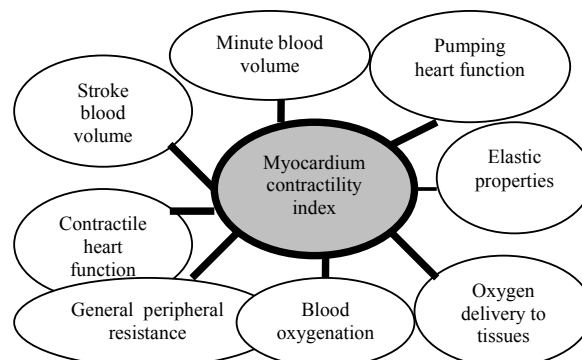 Minute blood
volume
Pumping
heart function
Stroke
blood
volume
Myocardium
contractility
index
Elastic
properties
Contractile
heart
function
General peripheral
resistance
Blood
oxygenation
Oxygen
delivery to
tissues